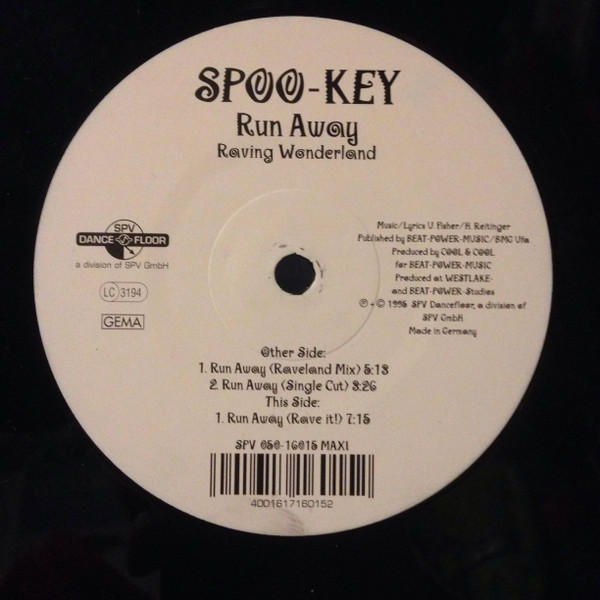 SPOO-KEY
Run Away
Raving Wonderland
SPV
DANCE FLOOR
a division of SPV GmbH
LC 3194
GEMA
Music/Lyrics V. Fisher/H. Reitinger
Published by BEAT-POWER-MUSIC/BMG Ufa
Produced by COOL & COOL
for BEAT-POWER-MUSIC
Produced at WESTLAKE-
and BEAT-POWER-Studios
℗ + © 1995 SPV Dancefloor, a division of
SPV GmbH
Made in Germany
Other Side:
1. Run Away (Raveland Mix) 5:13
2. Run Away (Single Cut) 3:26
This Side:
1. Run Away (Rave it!) 7:15
SPV 050-16015 MAXI
4001617160152